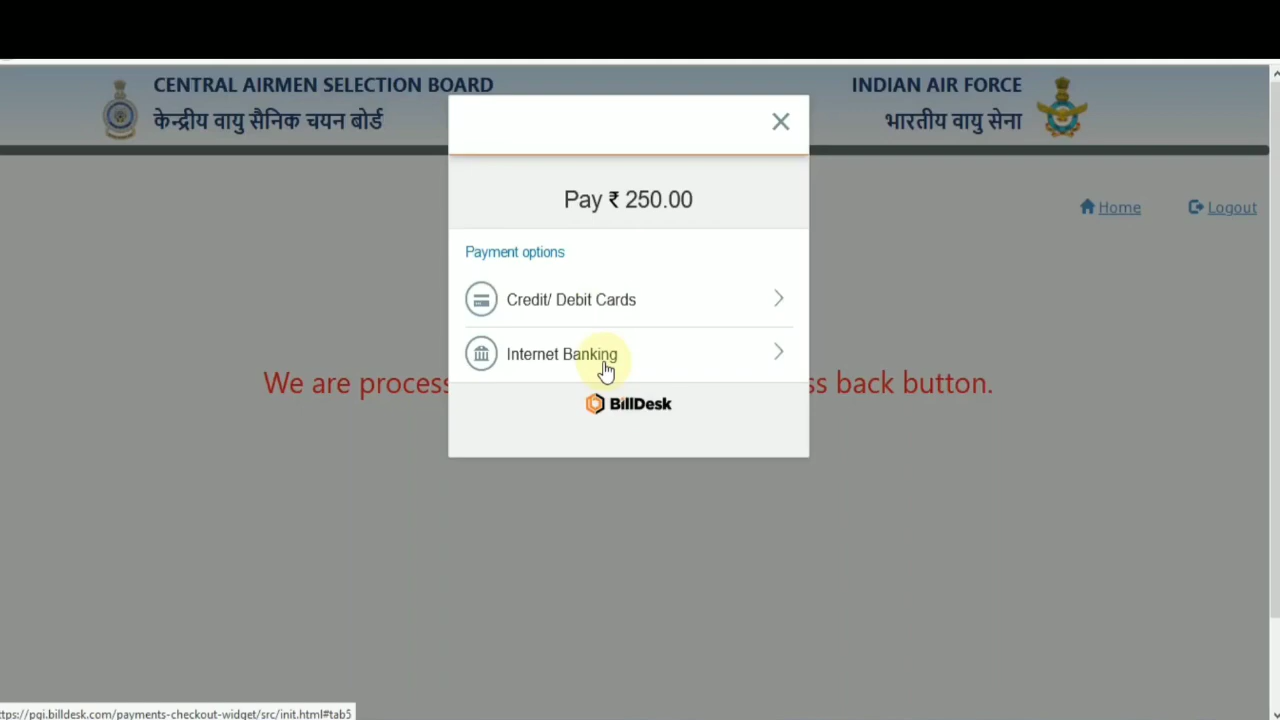 CENTRAL AIRMEN SELECTION BOARD
केन्द्रीय वायु सैनिक चयन बोर्ड
INDIAN AIR FORCE
भारतीय वायु सेना
Pay ₹ 250.00
Home
Logout
Payment options
Credit/ Debit Cards
Internet Banking
We are process back button.
BillDesk
ttps://pgi.billdesk.com/payments-checkout-widget/src/init.html#tab5